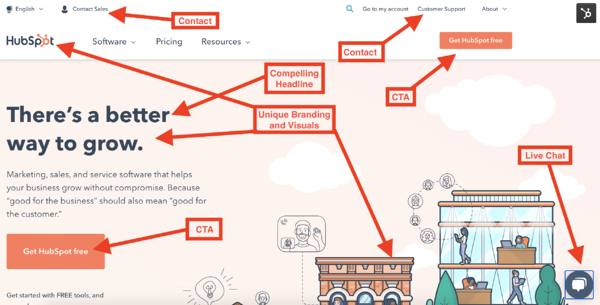 English
Contact Sales
Go to my account
Customer Support
About
Contact
HubSpot
Software
Pricing
Resources
Contact
Get HubSpot free
Compelling
Headline
CTA
There's a better
way to grow.
Unique Branding
and Visuals
Live Chat
Marketing, sales, and service software that helps
your business grow without compromise. Because
"good for the business" should also mean "good for
the customer."
Get HubSpot free
CTA
Get started with FREE tools, and